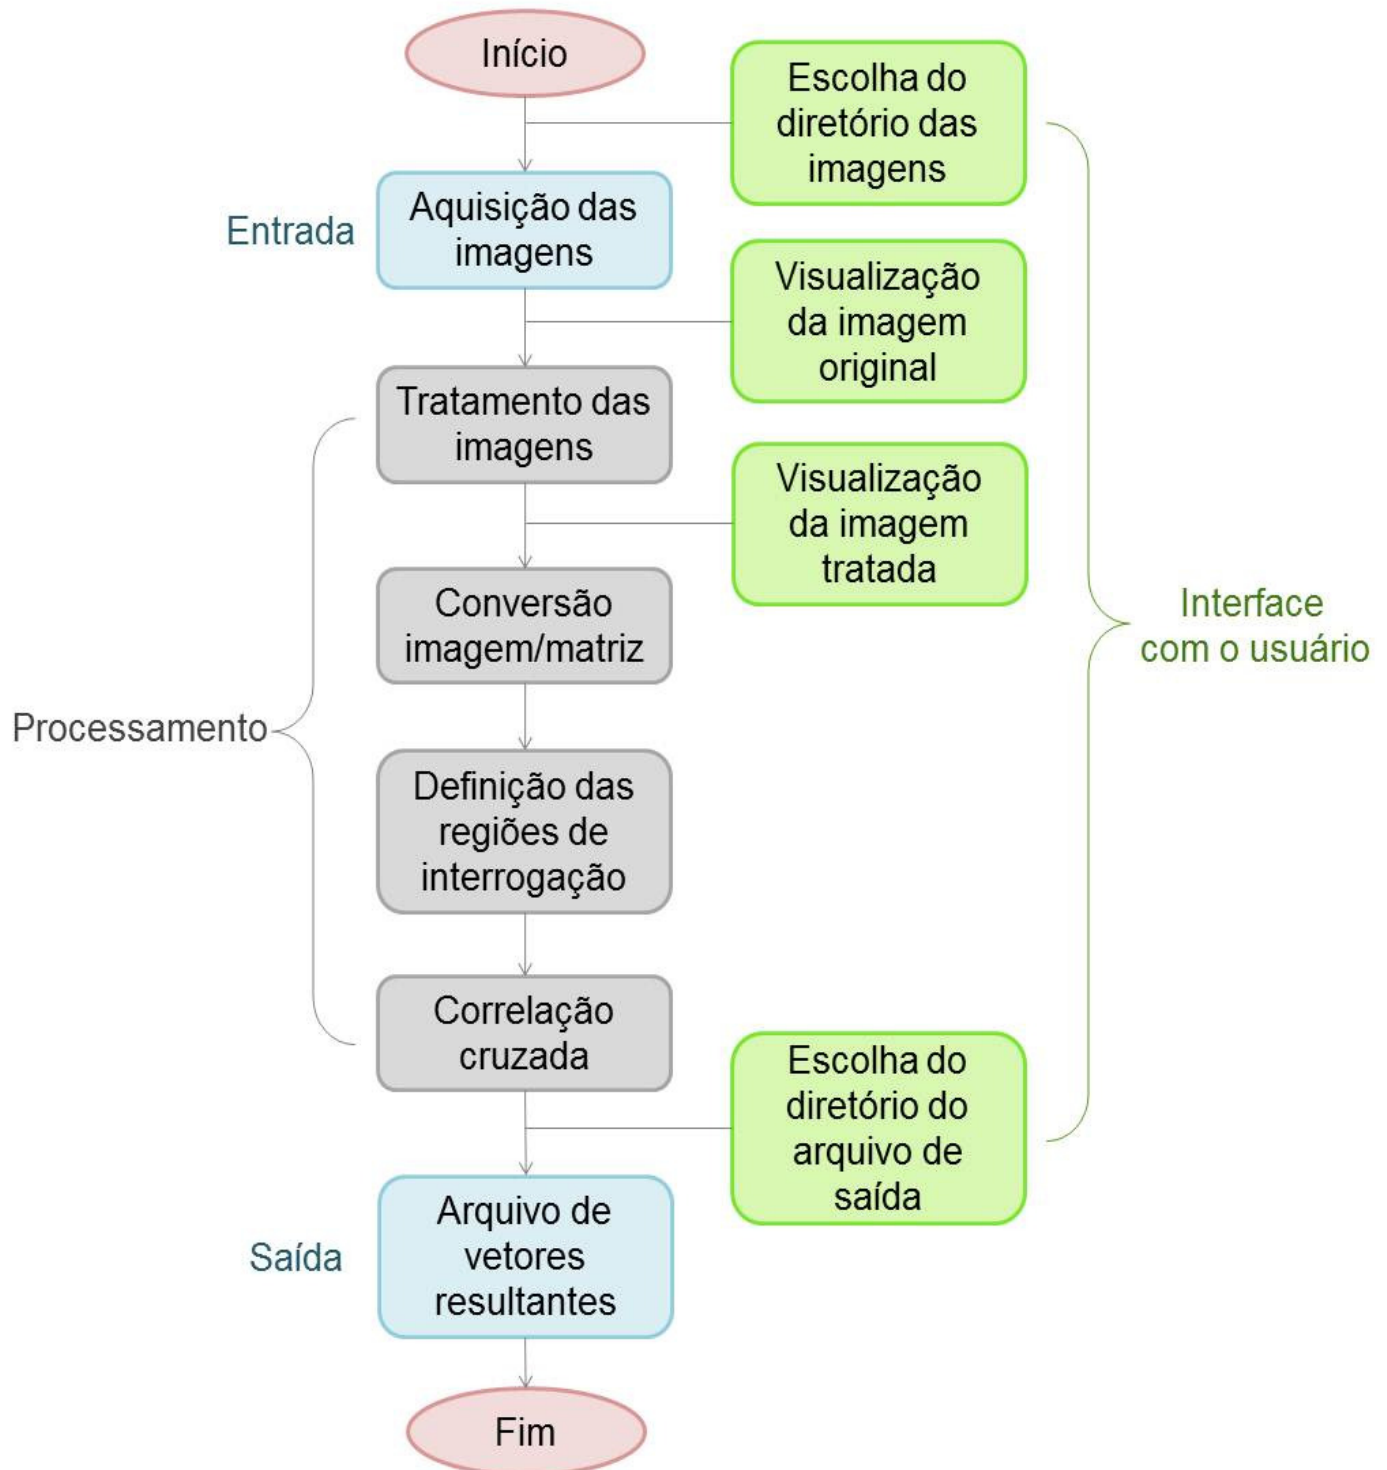 Início
Escolha do
diretório das
imagens
Entrada
Aquisição das
imagens
Visualização
da imagem
original
Tratamento das
imagens
Visualização
da imagem
tratada
Conversão
imagem/matriz
Interface
com o usuário
Processamento
Definição das
regiões de
interrogação
Correlação
cruzada
Escolha do
diretório do
arquivo de
saída
Saída
Arquivo de
vetores
resultantes
Fim